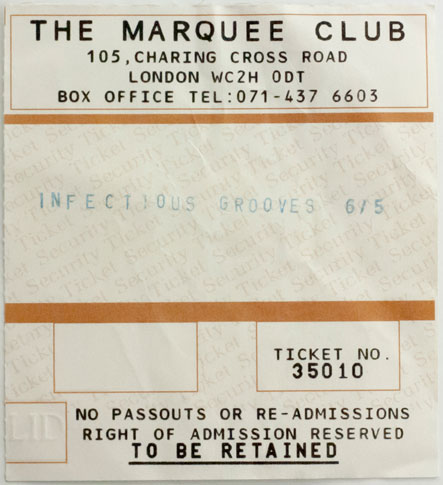 THE MARQUEE CLUB
105, CHARING CROSS ROAD
LONDON WC2H 0DT
BOX OFFICE TEL:071-437 6603
INFECTIOUS GROOVES 6/5
TICKET NO.
35010
LID
NO PASSOUTS OR RE-ADMISSIONS
RIGHT OF ADMISSION RESERVED
TO BE RETAINED